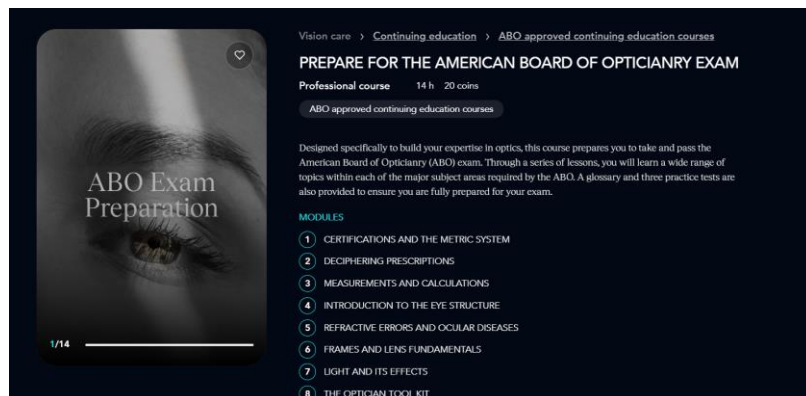 Vision care > Continuing education > ABO approved continuing education courses
PREPARE FOR THE AMERICAN BOARD OF OPTICIANRY EXAM
Professional course 14 h 20 coins
ABO approved continuing education courses
Designed specifically to build your expertise in optics, this course prepares you to take and pass the
American Board of Opticianry (ABO) exam. Through a series of lessons, you will learn a wide range of
topics within each of the major subject areas required by the ABO. A glossary and three practice tests are
also provided to ensure you are fully prepared for your exam.
MODULES
1 CERTIFICATIONS AND THE METRIC SYSTEM
2 DECIPHERING PRESCRIPTIONS
3 MEASUREMENTS AND CALCULATIONS
4 INTRODUCTION TO THE EYE STRUCTURE
5 REFRACTIVE ERRORS AND OCULAR DISEASES
6 FRAMES AND LENS FUNDAMENTALS
7 LIGHT AND ITS EFFECTS
8 THE OPTICIAN TOOL KIT
ABO Exam
Preparation
1/14